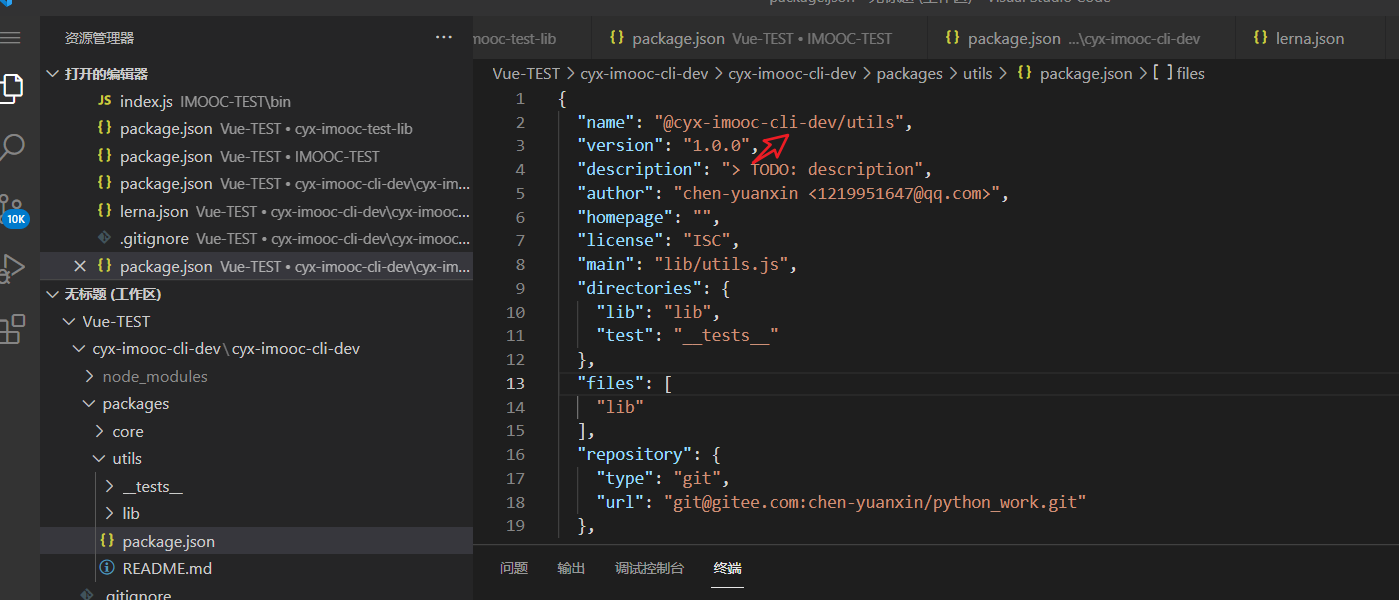 package.json - 无标题 (工作区) - Visual Studio Code
资源管理器 ···
mooc-test-lib
{} package.json Vue-TEST • IMOOC-TEST
{} package.json ...\cyx-imooc-cli-dev
{} lerna.json
打开的编辑器
JS index.js IMOOC-TEST\bin
{} package.json Vue-TEST • cyx-imooc-test-lib
{} package.json Vue-TEST • IMOOC-TEST
{} package.json Vue-TEST • cyx-imooc-cli-dev\cyx-im...
{} lerna.json Vue-TEST • cyx-imooc-cli-dev\cyx-imooc...
.gitignore Vue-TEST • cyx-imooc-cli-dev\cyx-imooc...
{} package.json Vue-TEST • cyx-imooc-cli-dev\cyx-im...
10K
无标题 (工作区)
Vue-TEST
cyx-imooc-cli-dev\cyx-imooc-cli-dev
node_modules
packages
core
utils
__tests__
lib
{} package.json
README.md
.gitignore
Vue-TEST > cyx-imooc-cli-dev > cyx-imooc-cli-dev > packages > utils > {} package.json > [ ] files
1 {
2 "name": "@cyx-imooc-cli-dev/utils",
3 "version": "1.0.0",
4 "description": "> TODO: description",
5 "author": "chen-yuanxin <1219951647@qq.com>",
6 "homepage": "",
7 "license": "ISC",
8 "main": "lib/utils.js",
9 "directories": {
10 "lib": "lib",
11 "test": "__tests__"
12 },
13 "files": [
14 "lib"
15 ],
16 "repository": {
17 "type": "git",
18 "url": "git@gitee.com:chen-yuanxin/python_work.git"
19 },
问题 输出 调试控制台 终端